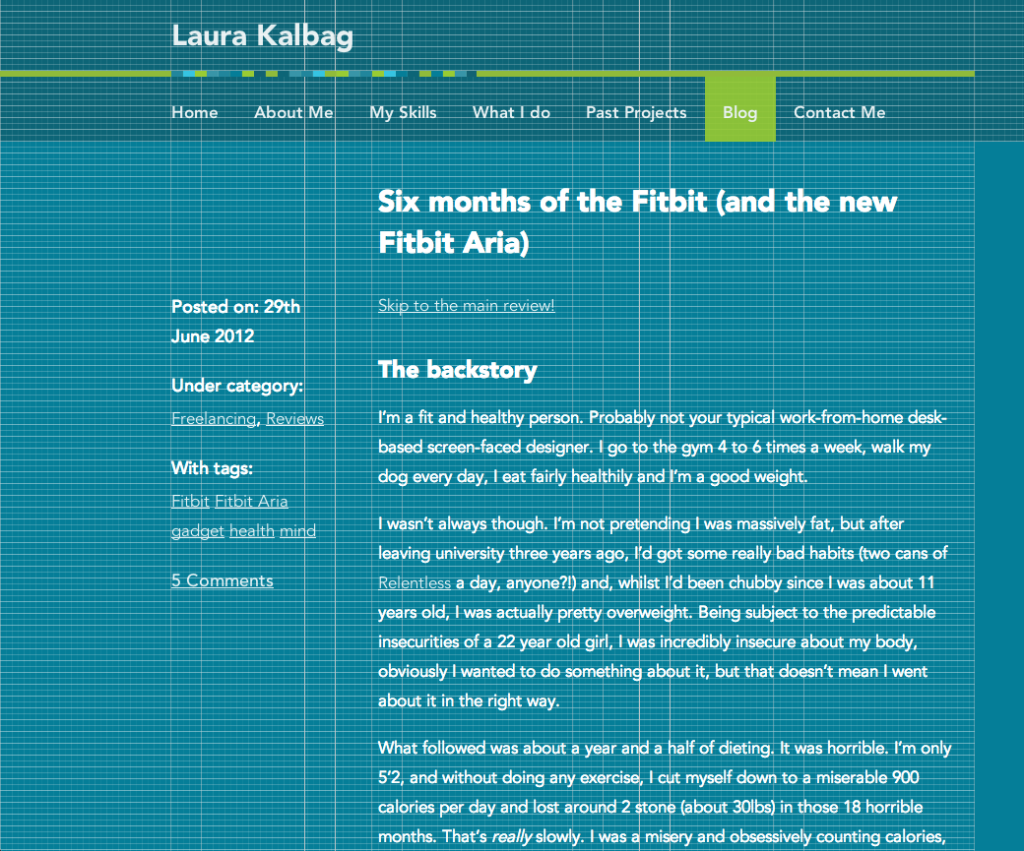 Laura Kalbag
Home About Me My Skills What I do Past Projects Blog Contact Me
Six months of the Fitbit (and the new
Fitbit Aria)
Posted on: 29th
June 2012
Under category:
Freelancing, Reviews
With tags:
Fitbit Fitbit Aria
gadget health mind
5 Comments
Skip to the main review!
The backstory
I’m a fit and healthy person. Probably not your typical work-from-home desk-
based screen-faced designer. I go to the gym 4 to 6 times a week, walk my
dog every day, I eat fairly healthily and I’m a good weight.
I wasn’t always though. I’m not pretending I was massively fat, but after
leaving university three years ago, I’d got some really bad habits (two cans of
Relentless a day, anyone?!) and, whilst I’d been chubby since I was about 11
years old, I was actually pretty overweight. Being subject to the predictable
insecurities of a 22 year old girl, I was incredibly insecure about my body,
obviously I wanted to do something about it, but that doesn’t mean I went
about it in the right way.
What followed was about a year and a half of dieting. It was horrible. I’m only
5’2, and without doing any exercise, I cut myself down to a miserable 900
calories per day and lost around 2 stone (about 30lbs) in those 18 horrible
months. That’s really slowly. I was a misery and obsessively counting calories,